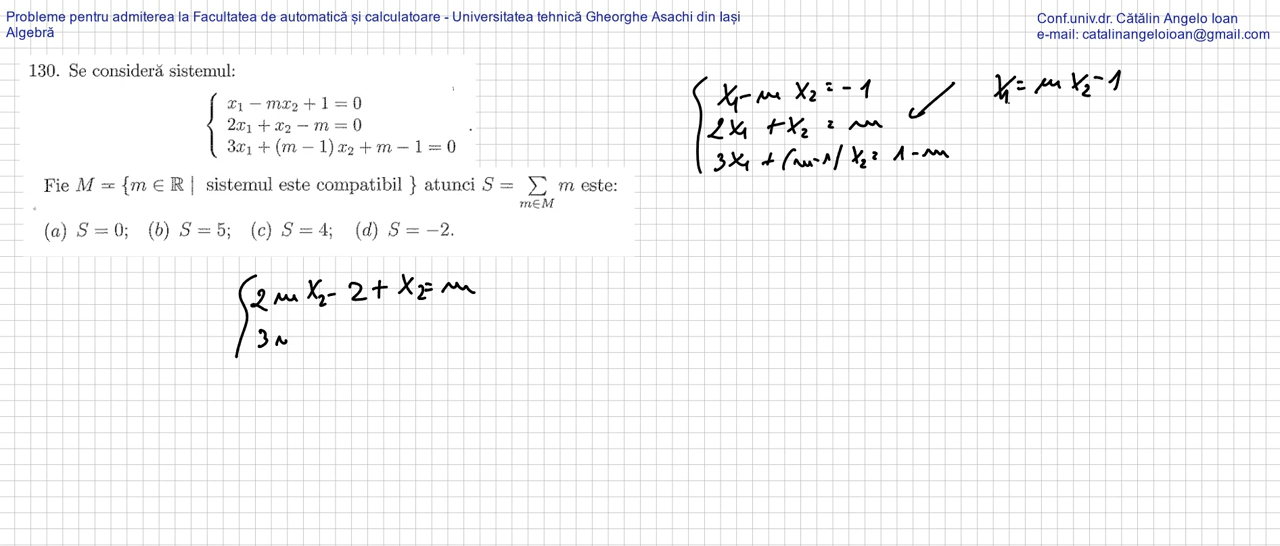 Probleme pentru admiterea la Facultatea de automatică și calculatoare - Universitatea tehnică Gheorghe Asachi din Iași
Algebră
Conf.univ.dr. Cătălin Angelo Ioan
e-mail: catalinangeloioan@gmail.com
130. Se consideră sistemul:
x₁ − mx₂ + 1 = 0
2x₁ + x₂ − m = 0
3x₁ + (m − 1) x₂ + m − 1 = 0
Fie M = {m ∈ ℝ | sistemul este compatibil } atunci S = ∑ m este:
m∈M
(a) S = 0; (b) S = 5; (c) S = 4; (d) S = −2.
x₁ - m x₂ = -1
2x₁ + x₂ = m
3x₁ + (m-1) x₂ = 1-m
x₁ = m x₂ - 1
2 m x₂ - 2 + x₂ = m
3